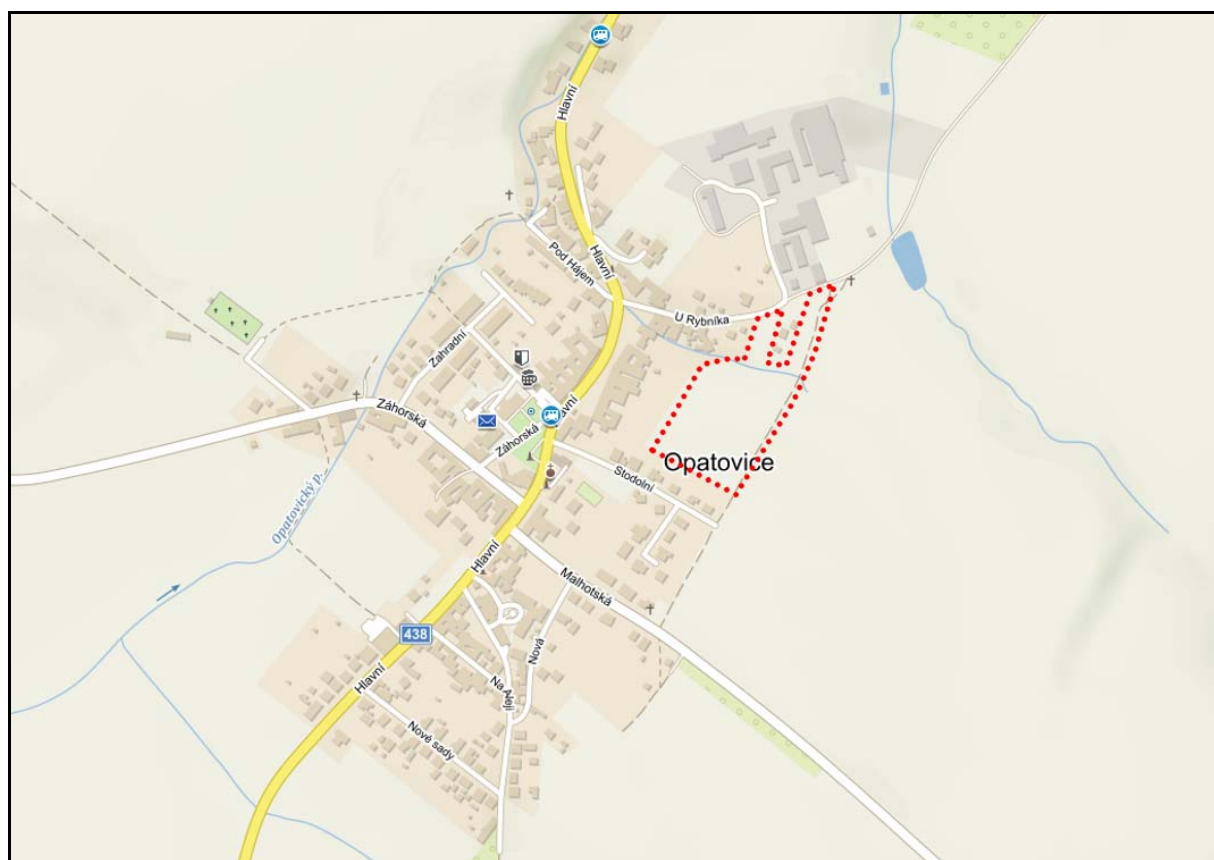 Hlavní
Hlavní
Pod Hájem
U Rybníka
Zahradní
Záhorská
Hlavní
Záhorská
Opatovice
Stodolní
Opatovický p.
Hlavní
Malhotská
438
Nová
Hlavní
Na Aleji
Nové sady